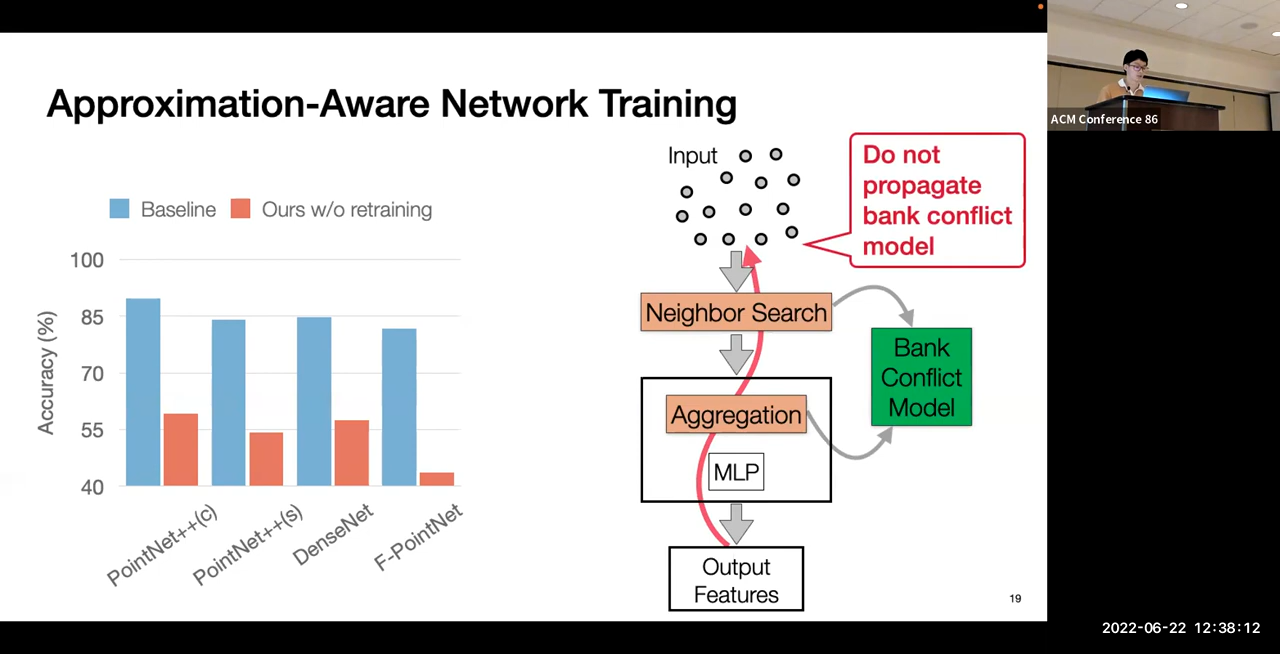 Approximation-Aware Network Training
ACM Conference 86
Input
Do not
propagate
bank conflict
model
Baseline
Ours w/o retraining
100
85
70
55
40
Accuracy (%)
PointNet++(c)
PointNet++(s)
DenseNet
F-PointNet
Neighbor Search
Bank
Conflict
Model
Aggregation
MLP
Output
Features
19
2022-06-22 12:38:12